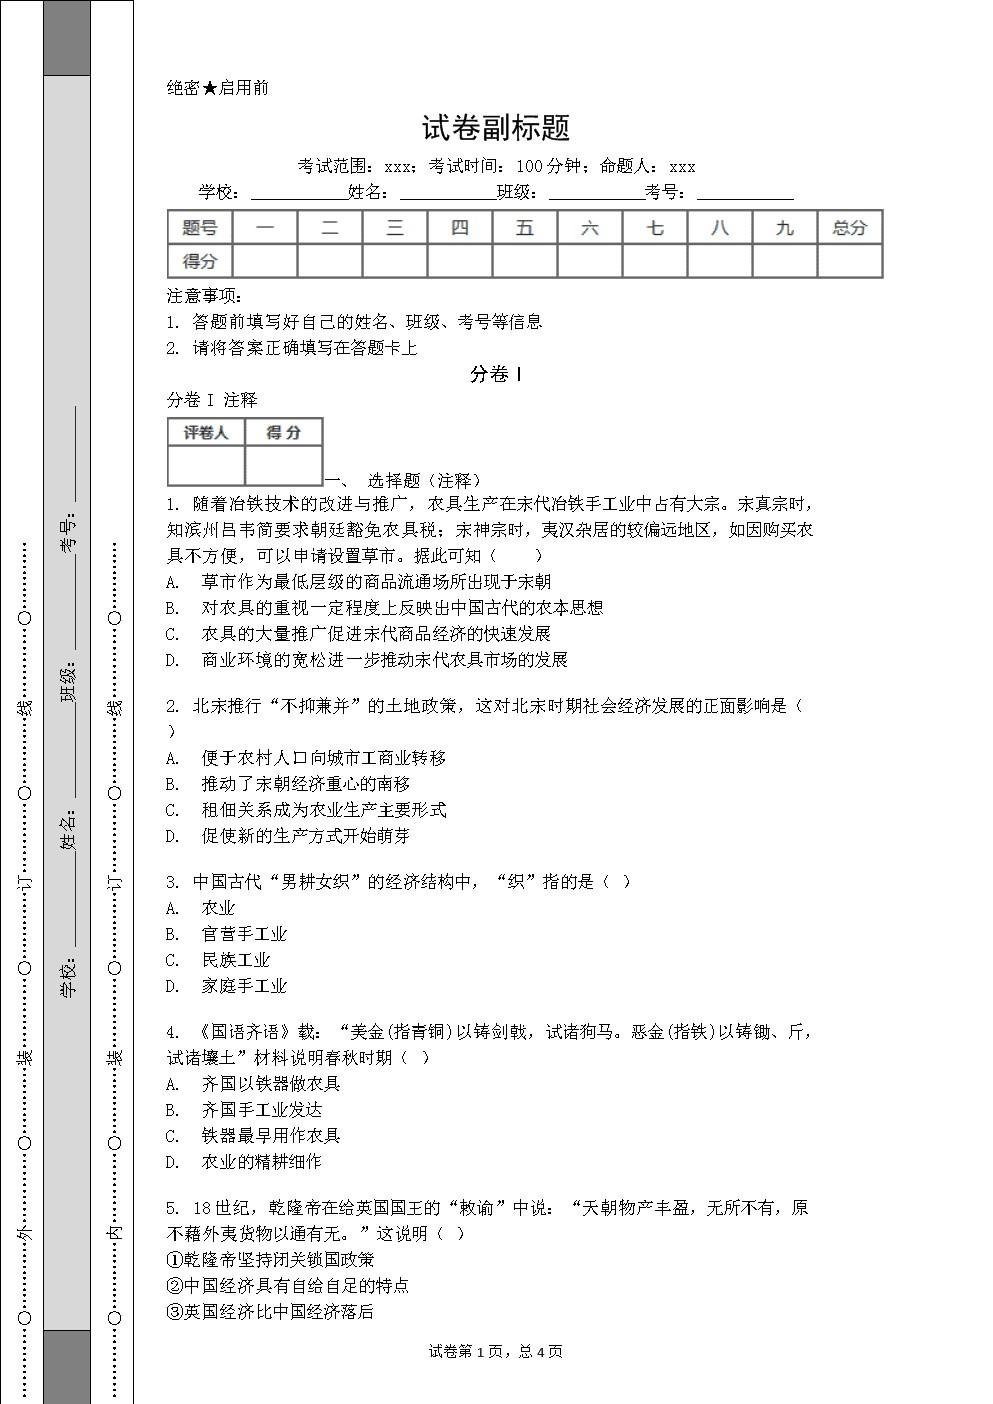 绝密★启用前
试卷副标题
考试范围：xxx；考试时间：100分钟；命题人：xxx
学校：___________姓名：___________班级：___________考号：___________
题号 一 二 三 四 五 六 七 八 九 总分
得分
注意事项：
1. 答题前填写好自己的姓名、班级、考号等信息
2. 请将答案正确填写在答题卡上
分卷I
分卷 I 注释
评卷人 得 分
一、 选择题（注释）
1. 随着冶铁技术的改进与推广，农具生产在宋代冶铁手工业中占有大宗。宋真宗时，
知滨州吕韦简要求朝廷豁免农具税；宋神宗时，夷汉杂居的较偏远地区，如因购买农
具不方便，可以申请设置草市。据此可知（ ）
A. 草市作为最低层级的商品流通场所出现于宋朝
B. 对农具的重视一定程度上反映出中国古代的农本思想
C. 农具的大量推广促进宋代商品经济的快速发展
D. 商业环境的宽松进一步推动宋代农具市场的发展
2. 北宋推行“不抑兼并”的土地政策，这对北宋时期社会经济发展的正面影响是（
）
A. 便于农村人口向城市工商业转移
B. 推动了宋朝经济重心的南移
C. 租佃关系成为农业生产主要形式
D. 促使新的生产方式开始萌芽
3. 中国古代“男耕女织”的经济结构中，“织”指的是（ ）
A. 农业
B. 官营手工业
C. 民族工业
D. 家庭手工业
4. 《国语齐语》载：“美金(指青铜)以铸剑戟，试诸狗马。恶金(指铁)以铸锄、斤，
试诸壤土”材料说明春秋时期（ ）
A. 齐国以铁器做农具
B. 齐国手工业发达
C. 铁器最早用作农具
D. 农业的精耕细作
5. 18世纪，乾隆帝在给英国国王的“敕谕”中说：“天朝物产丰盈，无所不有，原
不藉外夷货物以通有无。”这说明（ ）
①乾隆帝坚持闭关锁国政策
②中国经济具有自给自足的特点
③英国经济比中国经济落后
试卷第1页，总4页
学校：___________姓名：___________班级：___________考号：___________
…………○…………外…………○…………装…………○…………订…………○…………线…………○…………
…………○…………内…………○…………装…………○…………订…………○…………线…………○…………